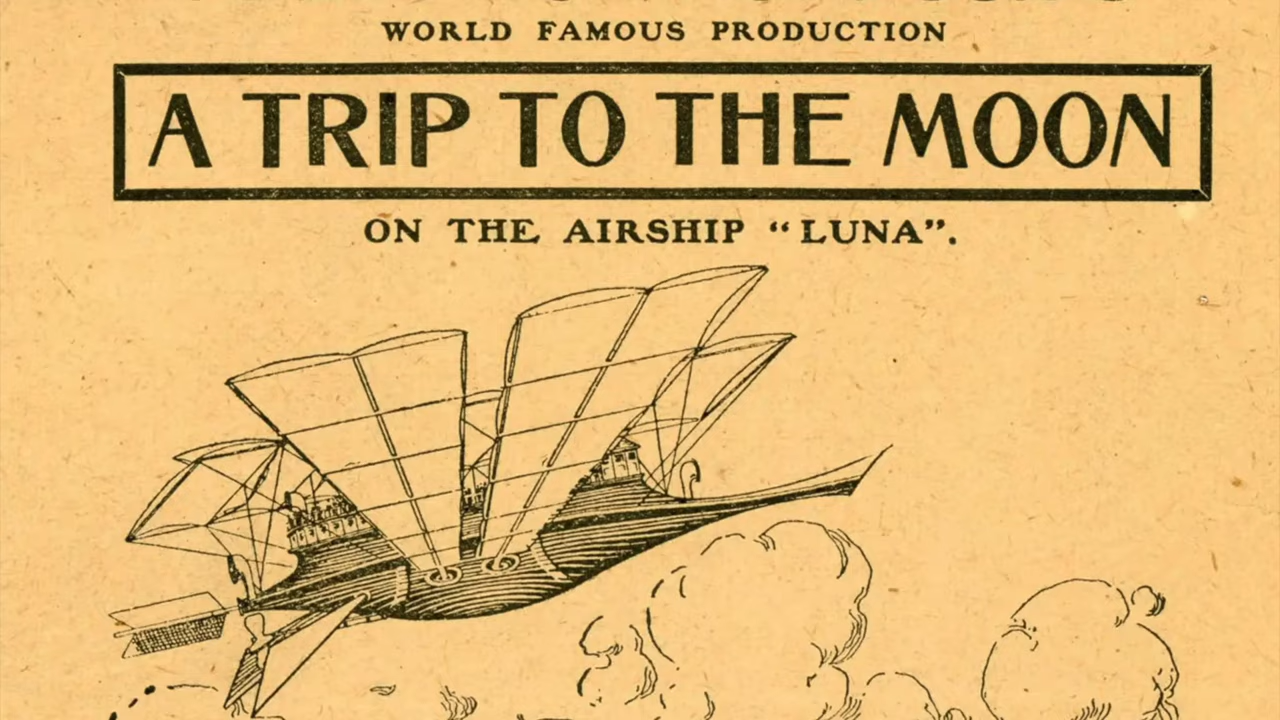 WORLD FAMOUS PRODUCTION
A TRIP TO THE MOON
ON THE AIRSHIP “LUNA”.